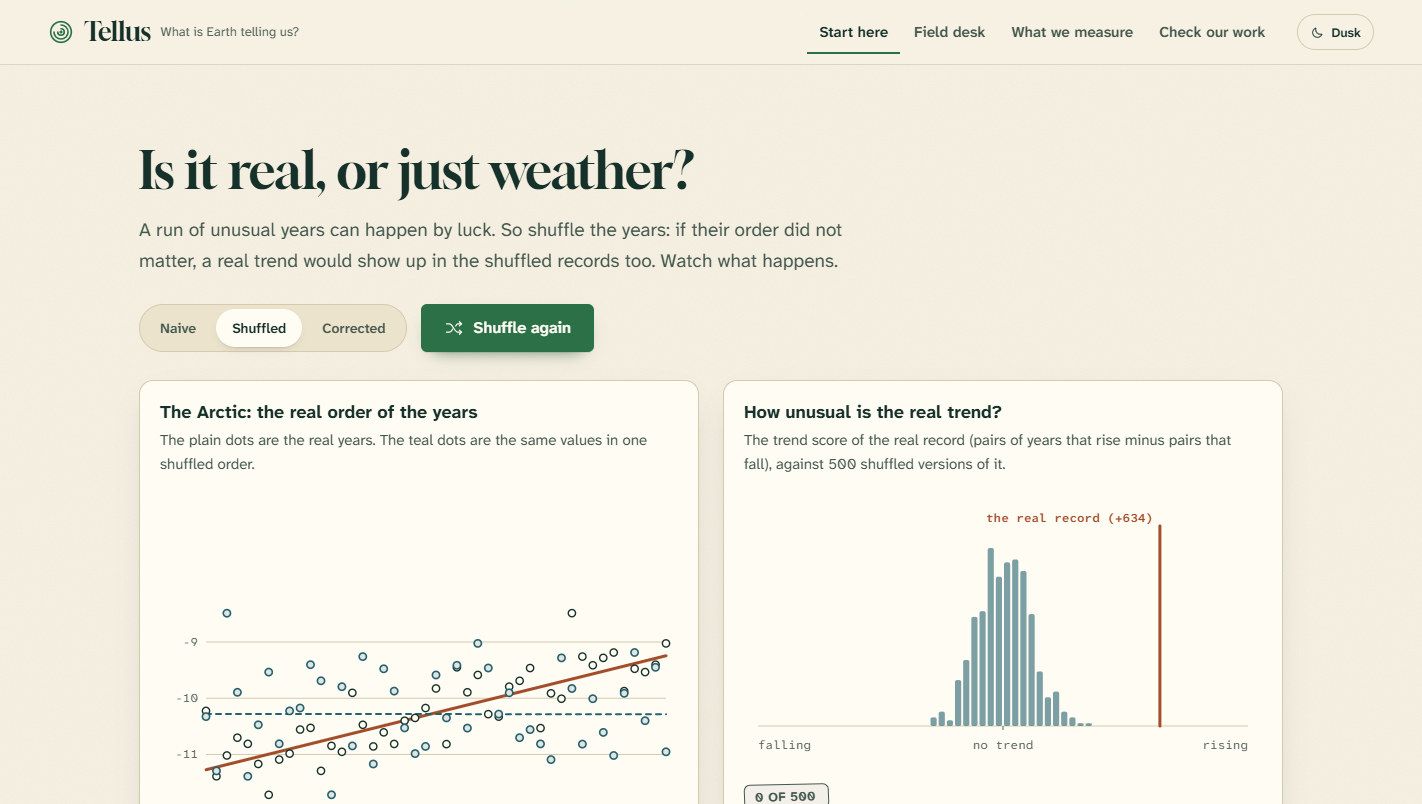 Tellus What is Earth telling us?
Start here Field desk What we measure Check our work Dusk
Is it real, or just weather?
A run of unusual years can happen by luck. So shuffle the years: if their order did not
matter, a real trend would show up in the shuffled records too. Watch what happens.
Naive Shuffled Corrected Shuffle again
The Arctic: the real order of the years
The plain dots are the real years. The teal dots are the same values in one
shuffled order.
-9
-10
-11
How unusual is the real trend?
The trend score of the real record (pairs of years that rise minus pairs that
fall), against 500 shuffled versions of it.
the real record (+634)
falling no trend rising
0 OF 500